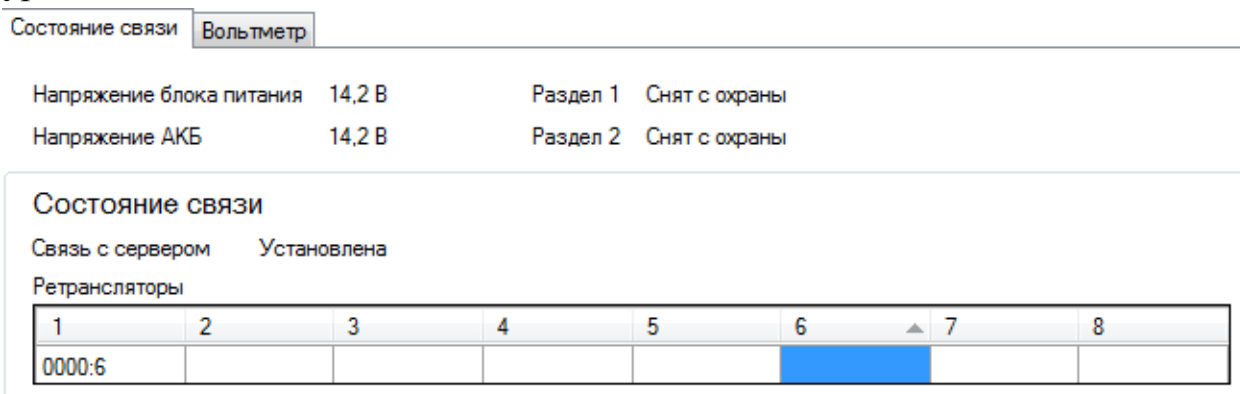 Состояние связи Вольтметр
Напряжение блока питания 14,2 В Раздел 1 Снят с охраны
Напряжение АКБ 14,2 В Раздел 2 Снят с охраны
Состояние связи
Связь с сервером Установлена
Ретрансляторы
1 2 3 4 5 6 7 8
0000:6